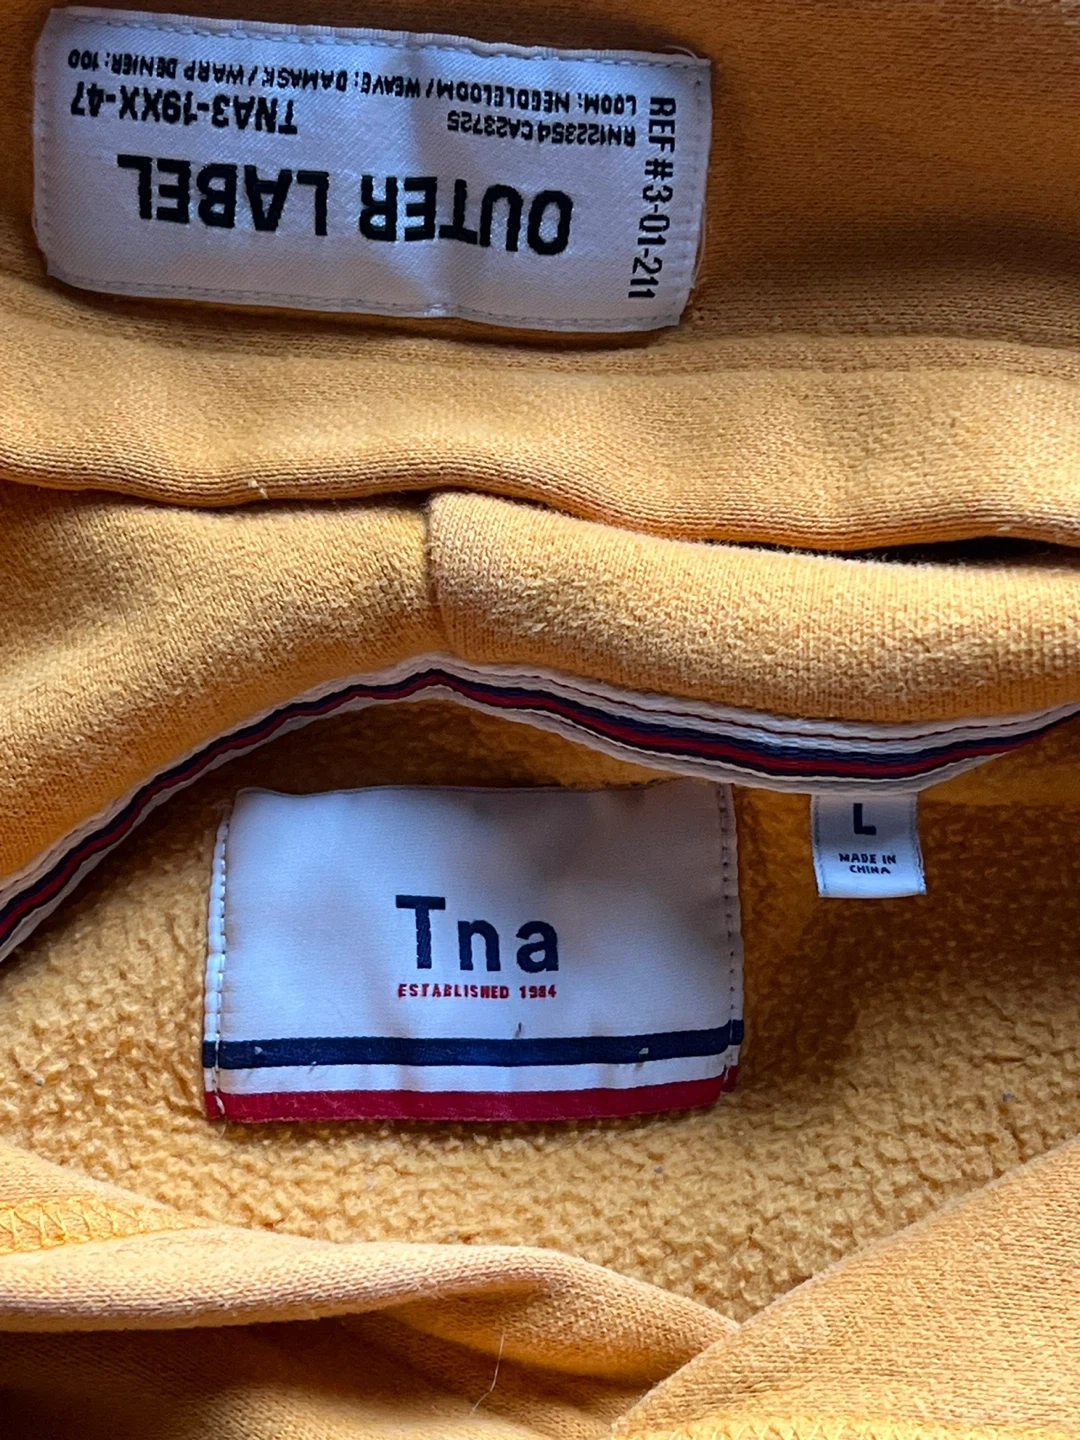 OUTER LABEL
RN122354 CA23725
TNA3-19XX-47
LOOM: NEEDLELOOM/ WEAVE: DAMASK / WARP DENIER: 100
REF #3-01-211
Tna
ESTABLISHED 1984
L
MADE IN
CHINA